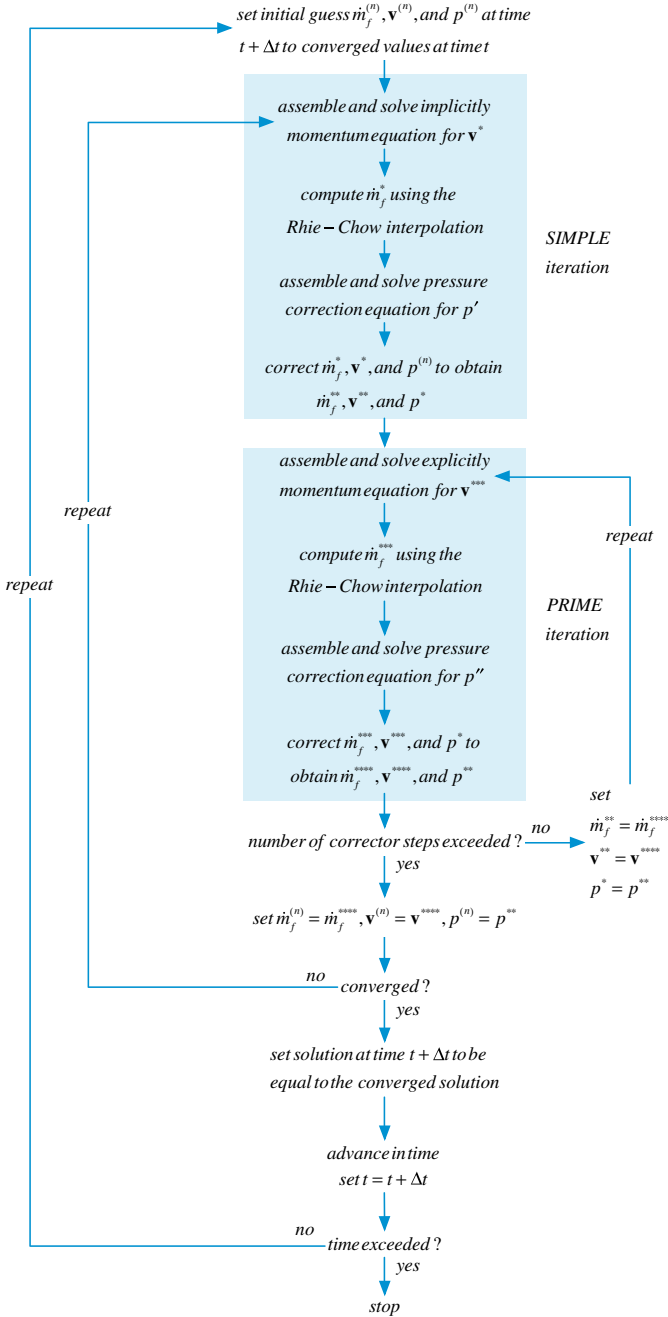 set initial guess ṁ_f^(n), v^(n), and p^(n) at time
t + Δt to converged values at time t
assemble and solve implicitly
momentum equation for v^*
compute ṁ_f^* using the
Rhie – Chow interpolation
SIMPLE
iteration
assemble and solve pressure
correction equation for p′
correct ṁ_f^*, v^*, and p^(n) to obtain
ṁ_f^**, v^**, and p^*
assemble and solve explicitly
momentum equation for v^***
repeat
repeat
compute ṁ_f^*** using the
Rhie – Chow interpolation
repeat
PRIME
iteration
assemble and solve pressure
correction equation for p″
correct ṁ_f^***, v^***, and p^* to
obtain ṁ_f^****, v^****, and p^**
number of corrector steps exceeded ?
no
yes
set
ṁ_f^** = ṁ_f^****
v^** = v^****
p^* = p^**
set ṁ_f^(n) = ṁ_f^****, v^(n) = v^****, p^(n) = p^**
no
converged ?
yes
set solution at time t + Δt to be
equal to the converged solution
advance in time
set t = t + Δt
no
time exceeded ?
yes
stop